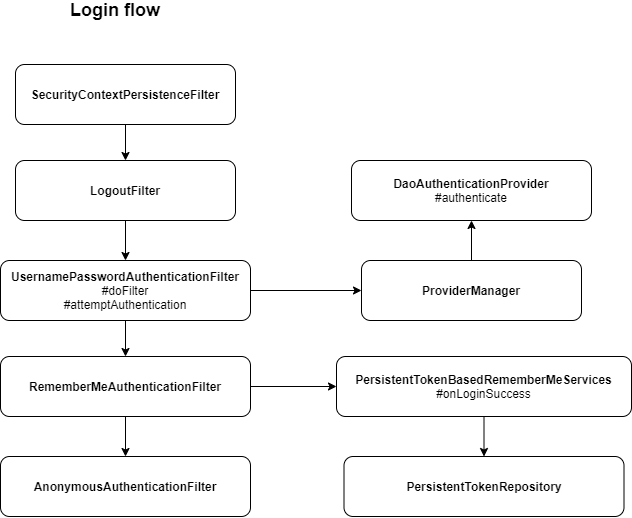 Login flow
SecurityContextPersistenceFilter
LogoutFilter
DaoAuthenticationProvider
#authenticate
UsernamePasswordAuthenticationFilter
#doFilter
#attemptAuthentication
ProviderManager
RememberMeAuthenticationFilter
PersistentTokenBasedRememberMeServices
#onLoginSuccess
AnonymousAuthenticationFilter
PersistentTokenRepository